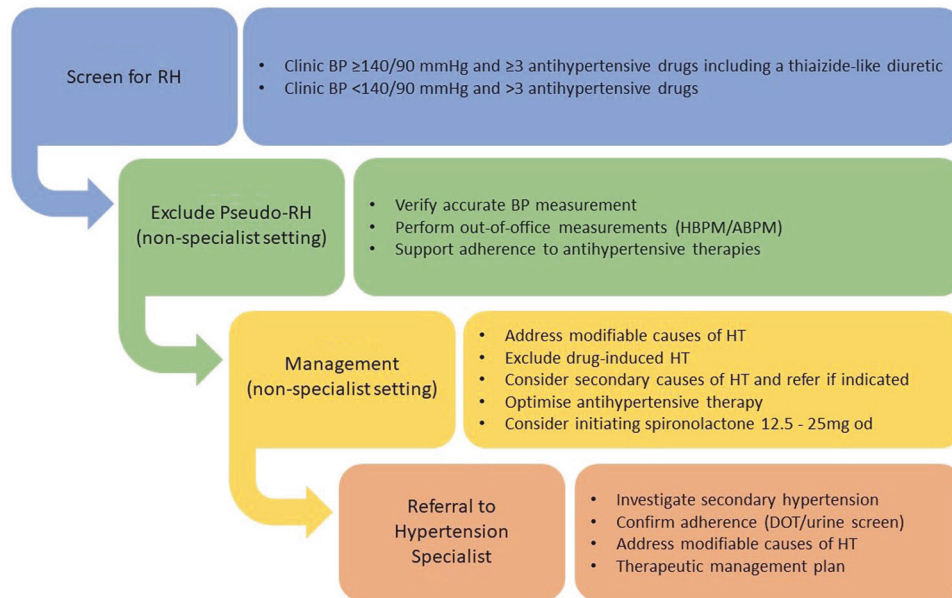 Screen for RH
• Clinic BP ≥140/90 mmHg and ≥3 antihypertensive drugs including a thiaizide-like diuretic
• Clinic BP <140/90 mmHg and >3 antihypertensive drugs
Exclude Pseudo-RH
(non-specialist setting)
• Verify accurate BP measurement
• Perform out-of-office measurements (HBPM/ABPM)
• Support adherence to antihypertensive therapies
Management
(non-specialist setting)
• Address modifiable causes of HT
• Exclude drug-induced HT
• Consider secondary causes of HT and refer if indicated
• Optimise antihypertensive therapy
• Consider initiating spironolactone 12.5 - 25mg od
Referral to
Hypertension
Specialist
• Investigate secondary hypertension
• Confirm adherence (DOT/urine screen)
• Address modifiable causes of HT
• Therapeutic management plan